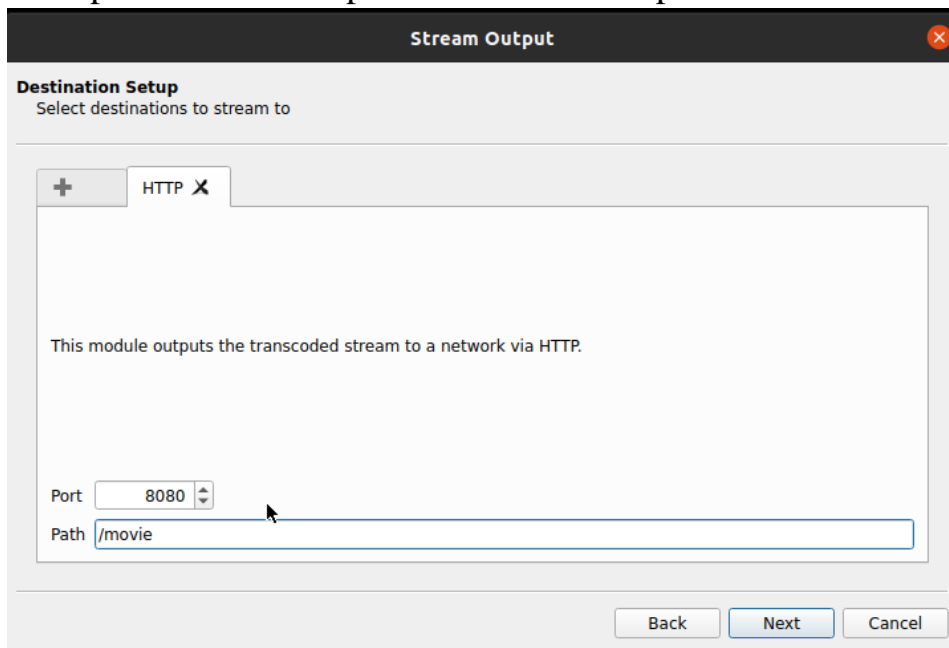 Stream Output
Destination Setup
Select destinations to stream to
HTTP
This module outputs the transcoded stream to a network via HTTP.
Port 8080
Path /movie
Back Next Cancel